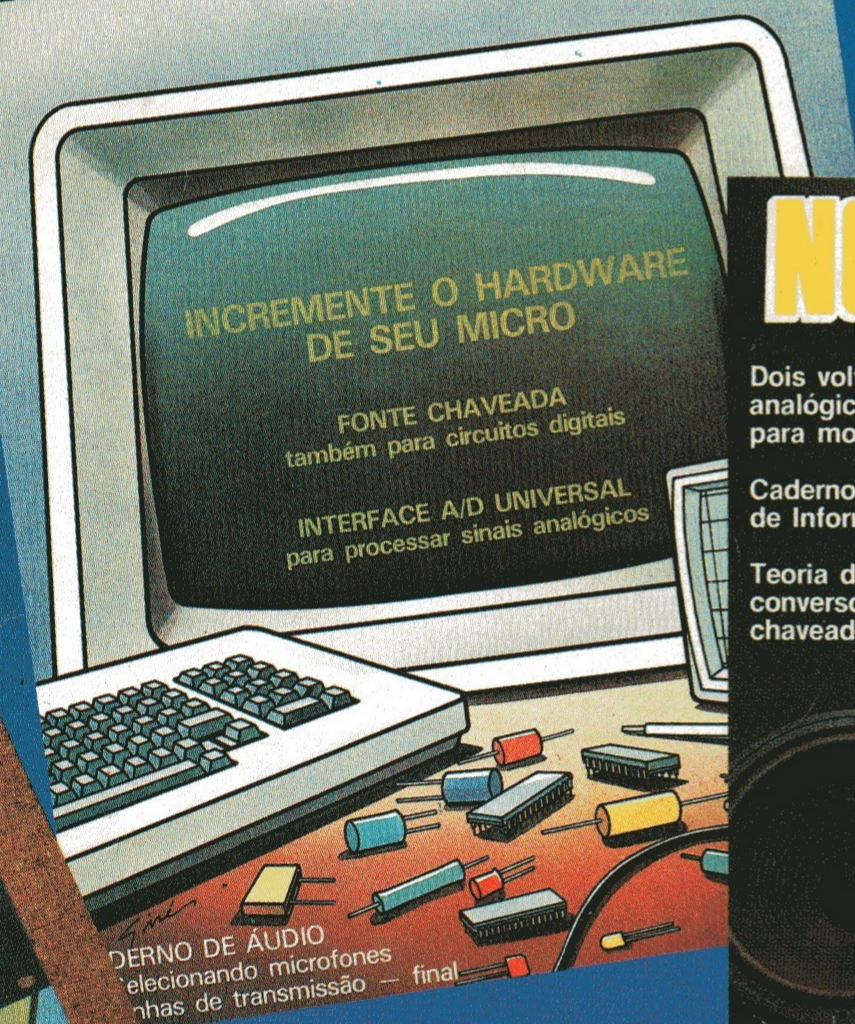 INCREMENTE O HARDWARE
DE SEU MICRO
FONTE CHAVEADA
também para circuitos digitais
INTERFACE A/D UNIVERSAL
para processar sinais analógicos
DERNO DE ÁUDIO
elecionando microfones
nhas de transmissão — final
Dois vol
analógic
para mo
Caderno
de Infor
Teoria d
converso
chavead